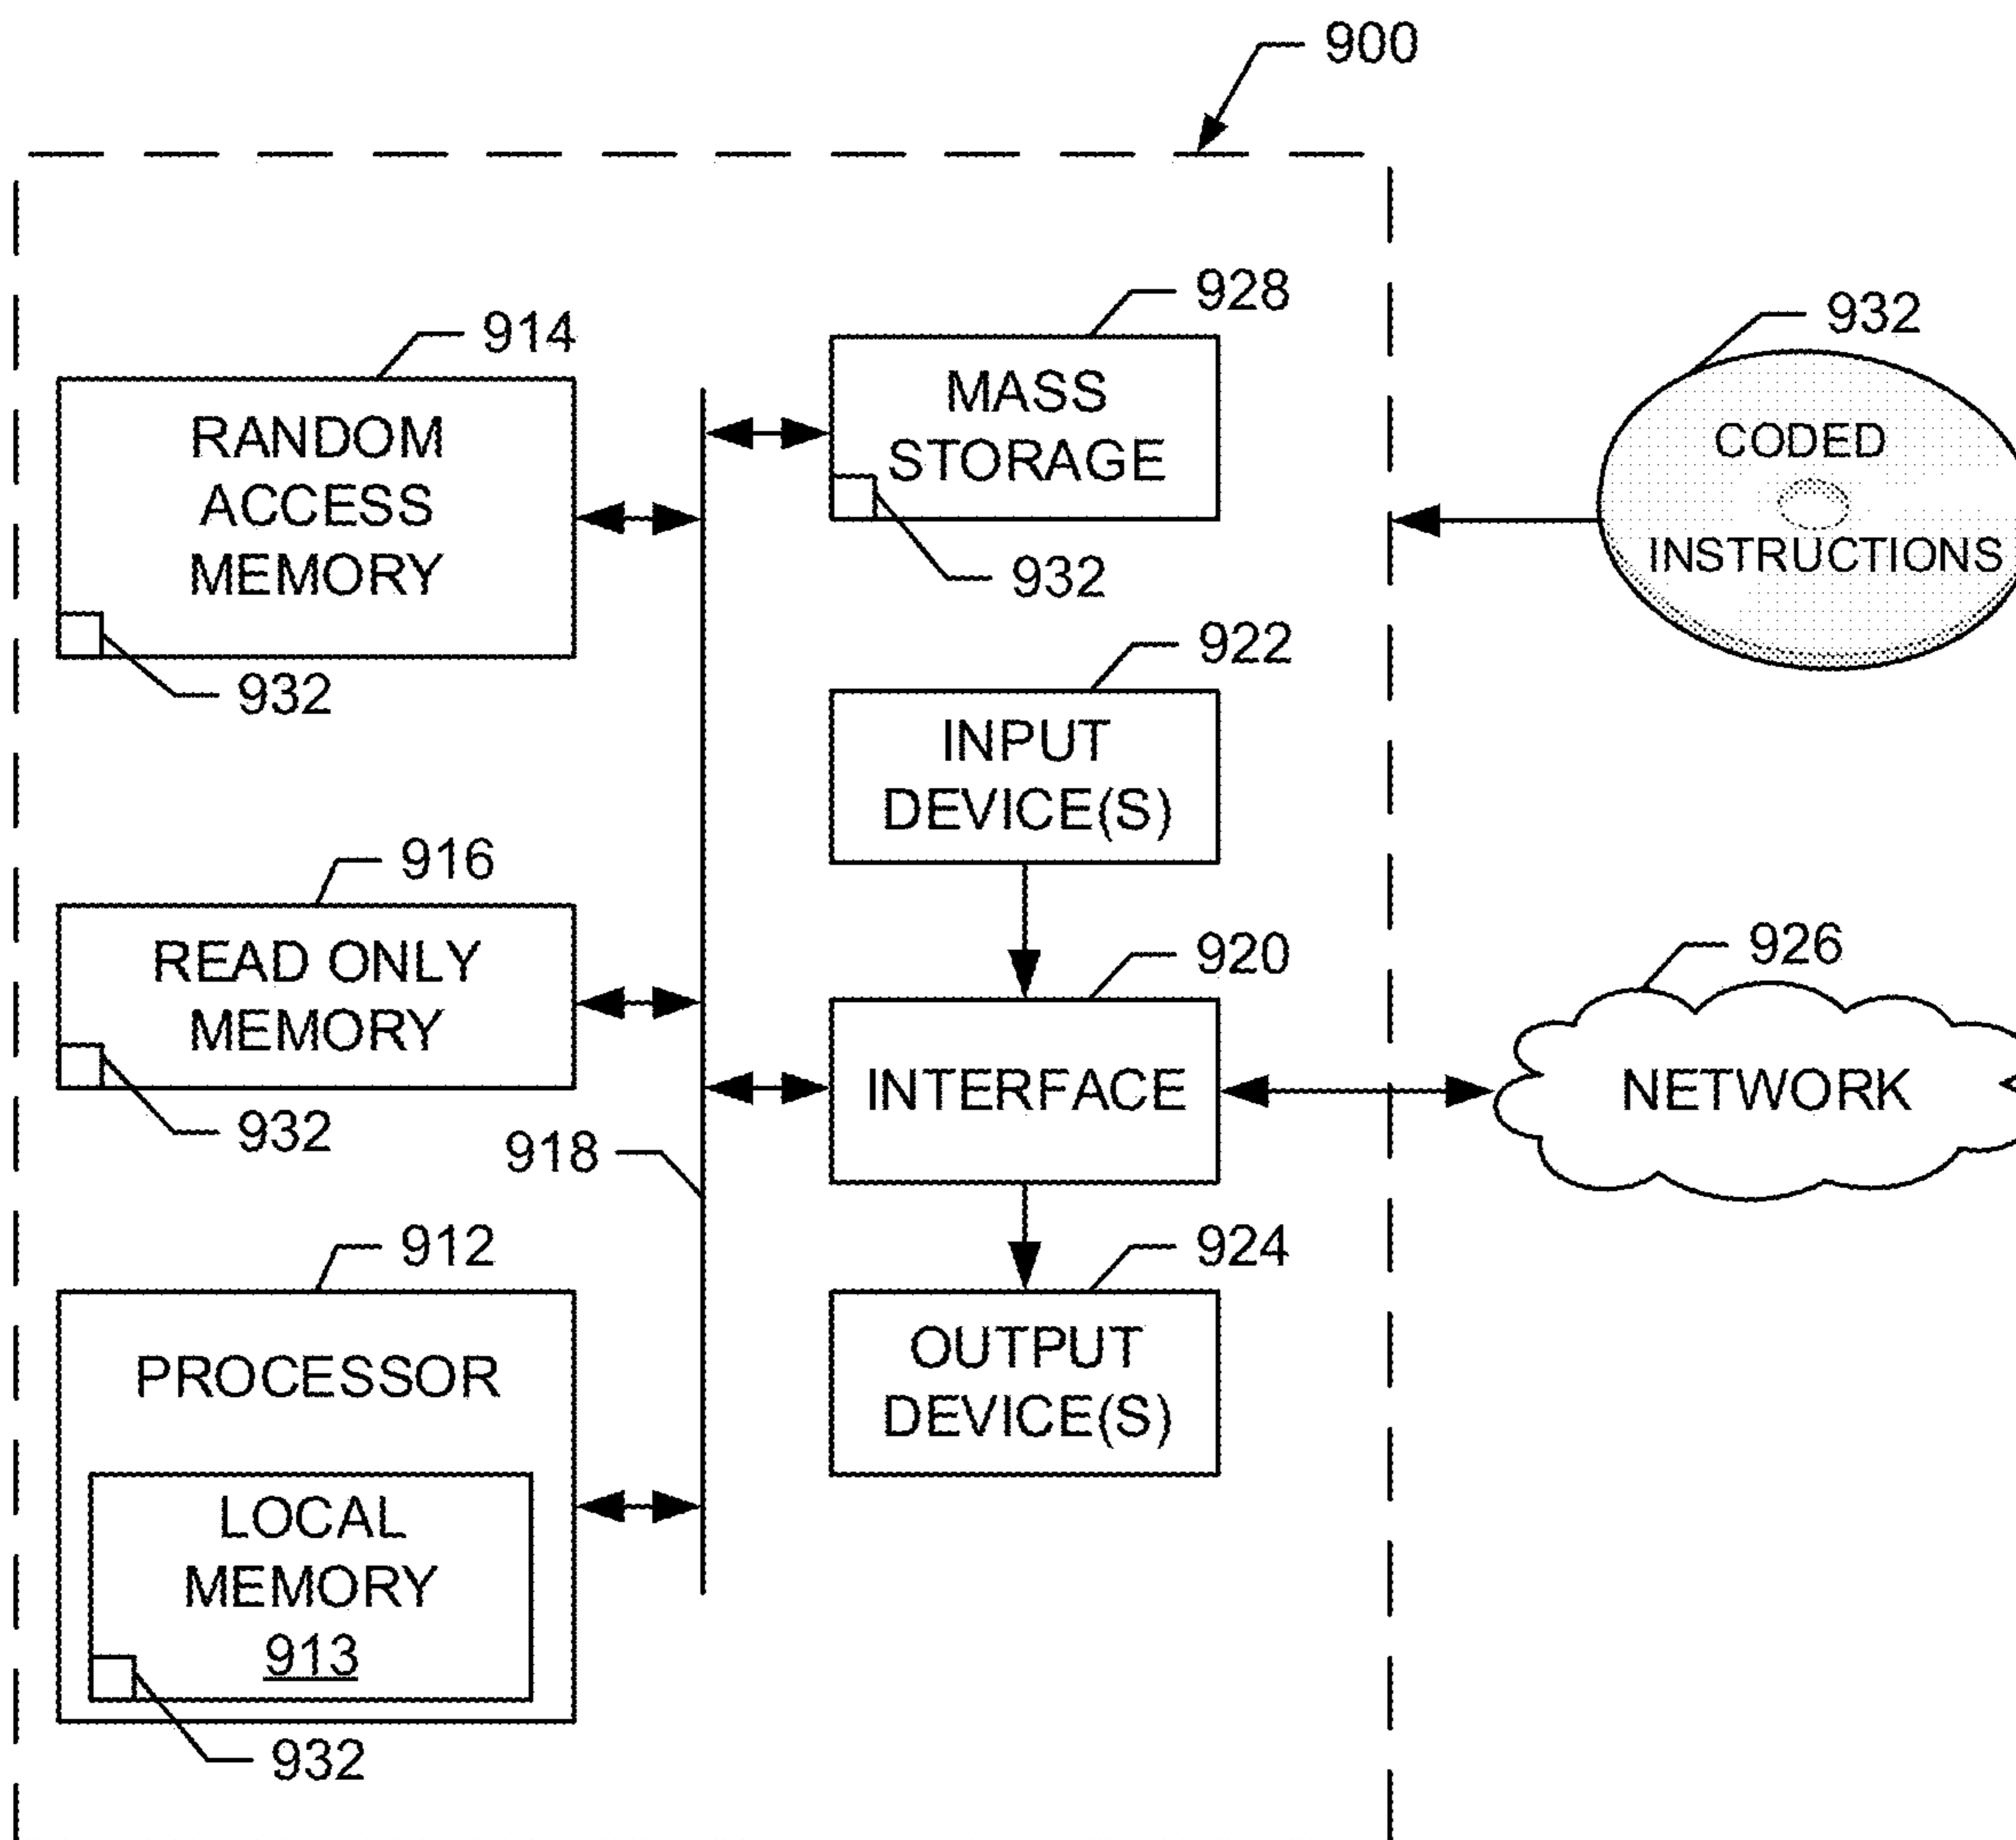 900
914
RANDOM
ACCESS
MEMORY
932
928
MASS
STORAGE
932
932
CODED
INSTRUCTIONS
922
INPUT
DEVICE(S)
916
READ ONLY
MEMORY
932
918
920
INTERFACE
926
NETWORK
912
PROCESSOR
LOCAL
MEMORY
913
932
924
OUTPUT
DEVICE(S)